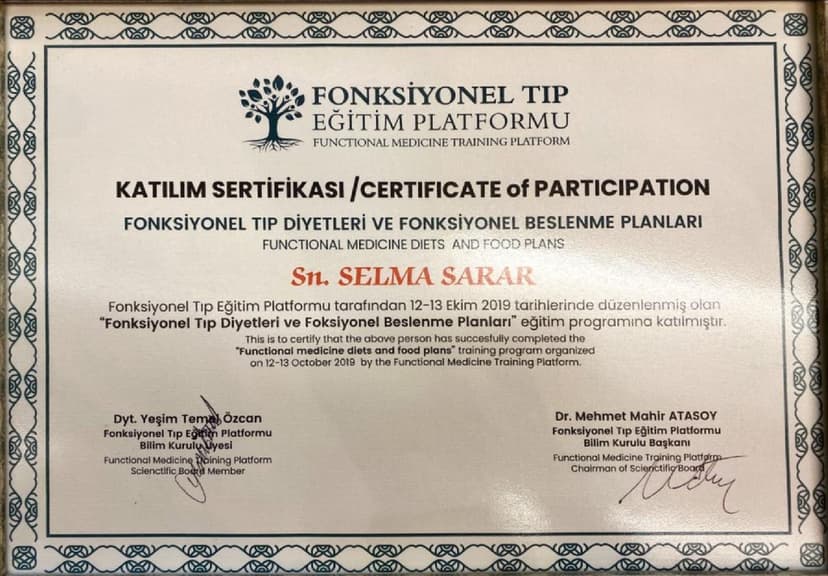 FONKSİYONEL TIP
EĞİTİM PLATFORMU
FUNCTIONAL MEDICINE TRAINING PLATFORM
KATILIM SERTİFİKASI /CERTIFICATE of PARTICIPATION
FONKSİYONEL TIP DİYETLERİ VE FONKSİYONEL BESLENME PLANLARI
FUNCTIONAL MEDICINE DIETS AND FOOD PLANS
Sn. SELMA SARAR
Fonksiyonel Tıp Eğitim Platformu tarafından 12-13 Ekim 2019 tarihlerinde düzenlenmiş olan
"Fonksiyonel Tıp Diyetleri ve Foksiyonel Beslenme Planları" eğitim programına katılmıştır.
This is to certify that the above person has succesfully completed the
"Functional medicine diets and food plans" training program organized
on 12-13 October 2019 by the Functional Medicine Training Platform.
Dyt. Yeşim Temel Özcan
Fonksiyonel Tıp Eğitim Platformu
Bilim Kurulu Üyesi
Functional Medicine Training Platform
Scienctific Board Member
Dr. Mehmet Mahir ATASOY
Fonksiyonel Tıp Eğitim Platformu
Bilim Kurulu Başkanı
Functional Medicine Training Platform
Chairman of Scienctific Board